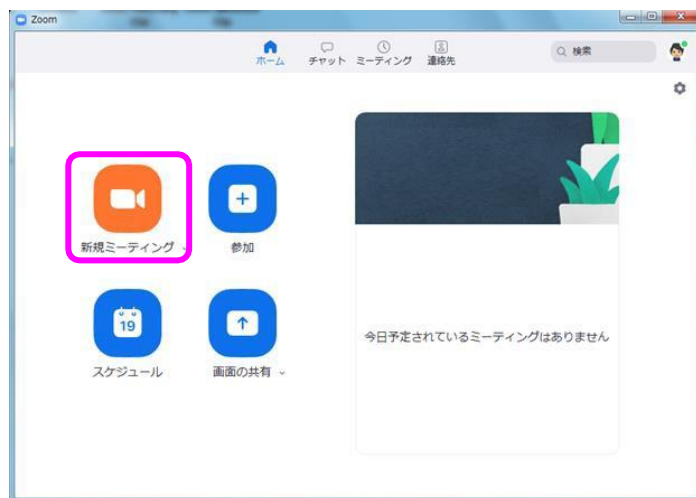 Zoom
ホーム
チャット
ミーティング
連絡先
検索
新規ミーティング
参加
19
スケジュール
画面の共有
今日予定されているミーティングはありません